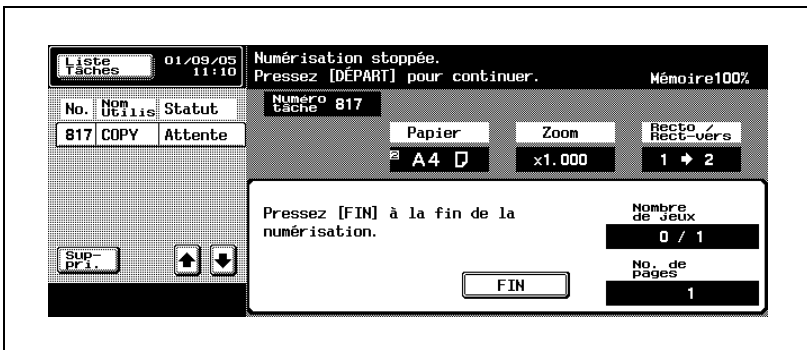 Liste
Tâches
01/09/05
11:10
Numérisation stoppée.
Pressez [DÉPART] pour continuer.
Mémoire100%
No. Nom Utilis Statut
817 COPY Attente
Numéro
tâche 817
Papier
2 A4
Zoom
x1.000
Recto /
Rect-vers
1 ➔ 2
Pressez [FIN] à la fin de la
numérisation.
Nombre
de jeux
0 / 1
No. de
pages
1
FIN
Sup-
pri.